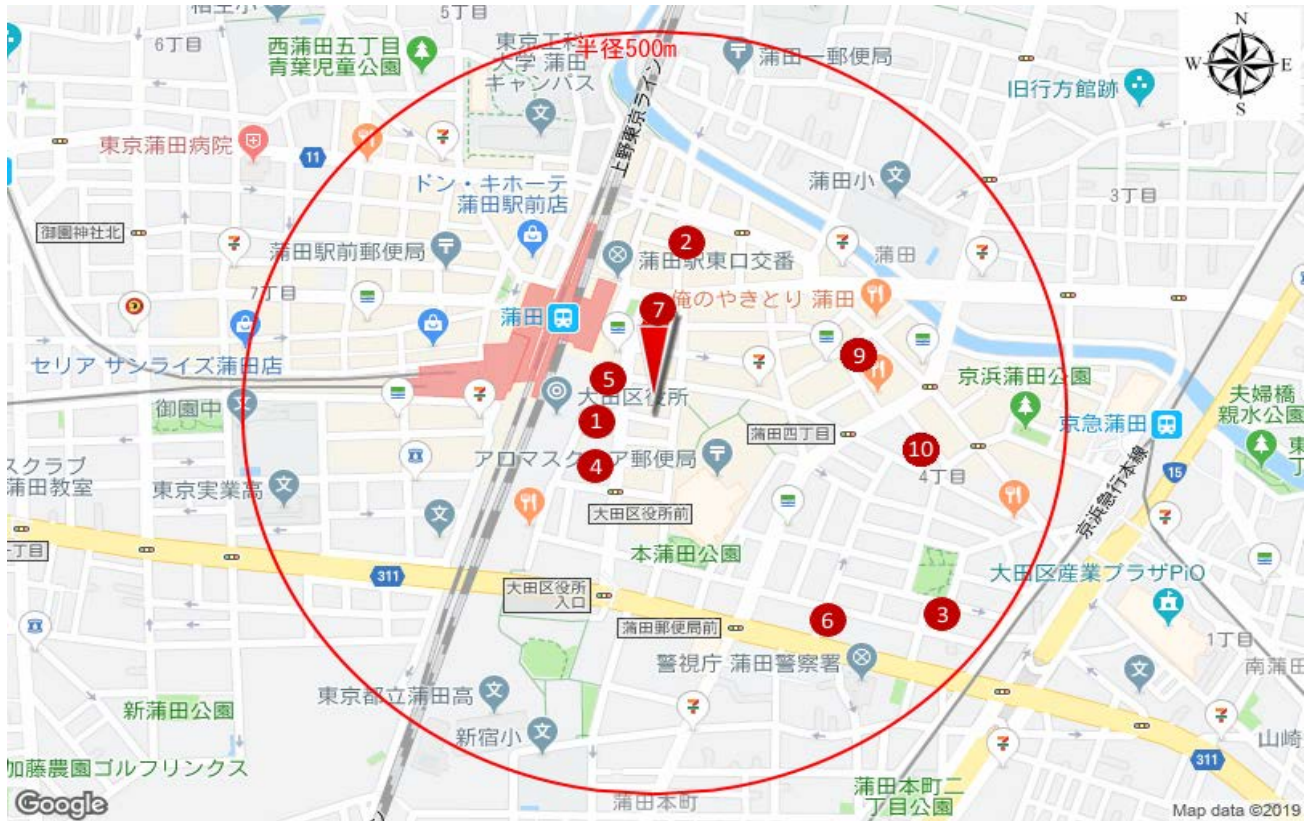 5丁目
6丁目
西蒲田五丁目
青葉児童公園
東京工科
大学 蒲田
キャンパス
半径500m
蒲田一郵便局
旧行方館跡
N
W
E
S
上野東京ライン
東京蒲田病院
11
ドン・キホーテ
蒲田駅前店
蒲田小
3丁目
御園神社北
蒲田駅前郵便局
2
蒲田駅東口交番
蒲田
7丁目
7
俺のやきとり 蒲田
蒲田
セリア サンライズ蒲田店
9
5
大田区役所
京浜蒲田公園
夫婦橋
親水公園
御園中
1
蒲田四丁目
京急蒲田
10
4丁目
スクラブ
蒲田教室
東京実業高
4
アロマスクエア郵便局
15
京浜急行本線
大田区役所前
本蒲田公園
311
大田区役所
入口
大田区産業プラザPiO
6
3
蒲田郵便局前
1丁目
警視庁 蒲田警察署
南蒲田
東京都立蒲田高
新蒲田公園
新宿小
山崎
311
加藤農園ゴルフリンクス
蒲田本町二
丁目公園
蒲田本町
Google
Map data ©2019